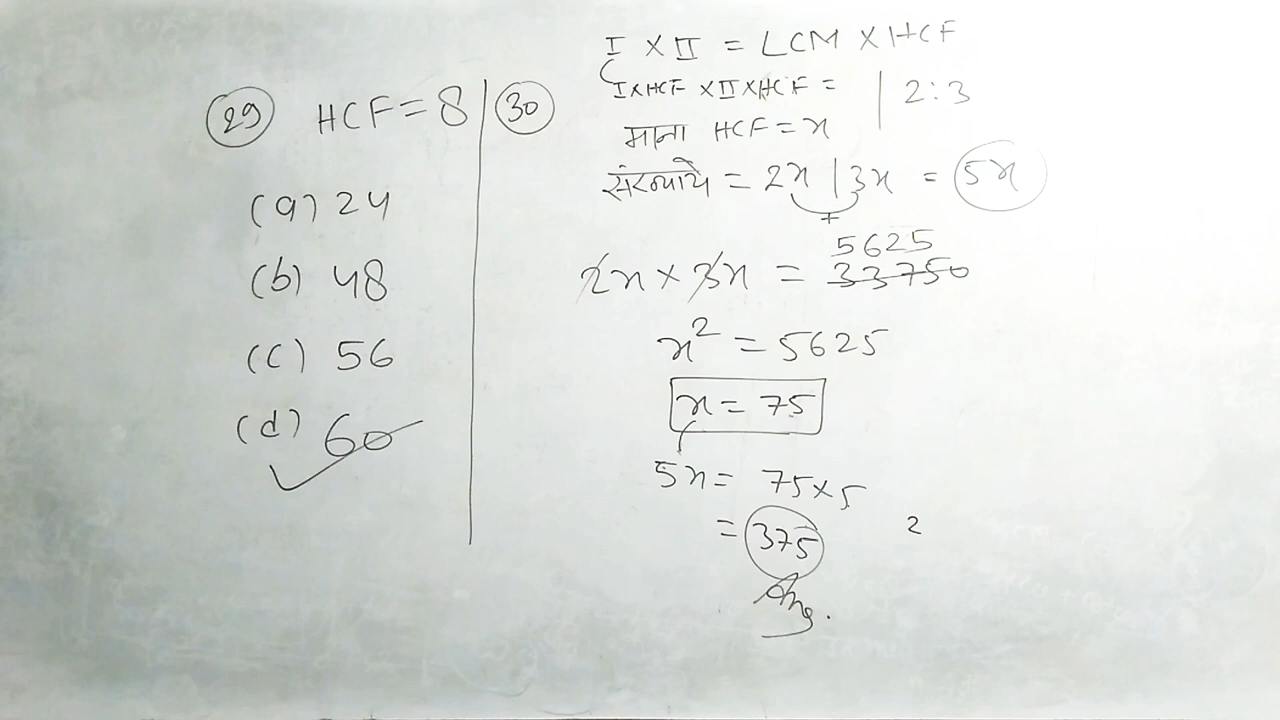 29 HCF = 8
(a) 24
(b) 48
(c) 56
(d) 60
30
I × II = LCM × HCF
I×HCF × II×HCF = | 2:3
माना HCF = x
संख्याये = 2x | 3x = 5x
+
5625
2x × 3x = 33750
x² = 5625
x = 75
5x = 75×5
= 375
2
Ans.